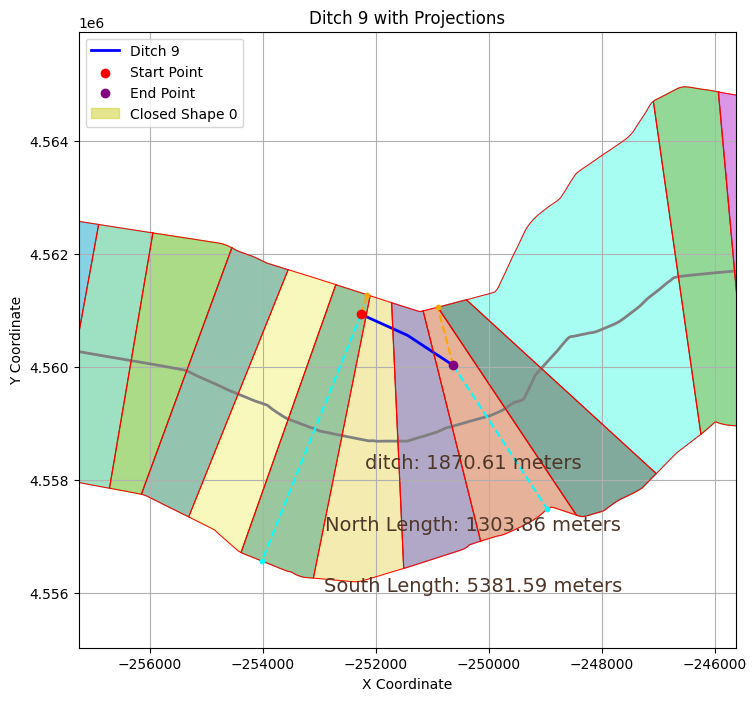 Ditch 9 with Projections
1e6
Ditch 9
Start Point
End Point
Closed Shape 0
4.564
4.562
4.560
4.558
4.556
Y Coordinate
ditch: 1870.61 meters
North Length: 1303.86 meters
South Length: 5381.59 meters
−256000 −254000 −252000 −250000 −248000 −246000
X Coordinate